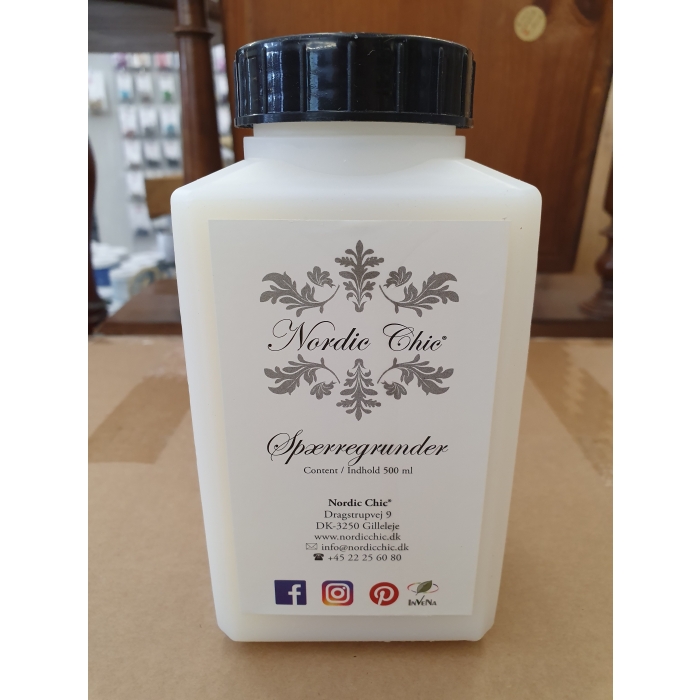 Nordic Chic®
Spærregrunder
Content / Indhold 500 ml
Nordic Chic®
Dragstrupvej 9
DK-3250 Gilleleje
www.nordicchic.dk
✉ info@nordicchic.dk
☎ +45 22 25 60 80
InVeNa